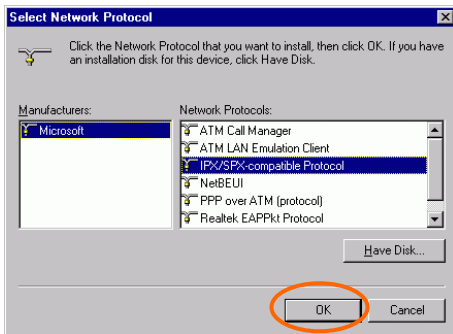 Select Network Protocol
Click the Network Protocol that you want to install, then click OK. If you have
an installation disk for this device, click Have Disk.
Manufacturers:
Microsoft
Network Protocols:
ATM Call Manager
ATM LAN Emulation Client
IPX/SPX-compatible Protocol
NetBEUI
PPP over ATM (protocol)
Realtek EAPPkt Protocol
Have Disk...
OK
Cancel